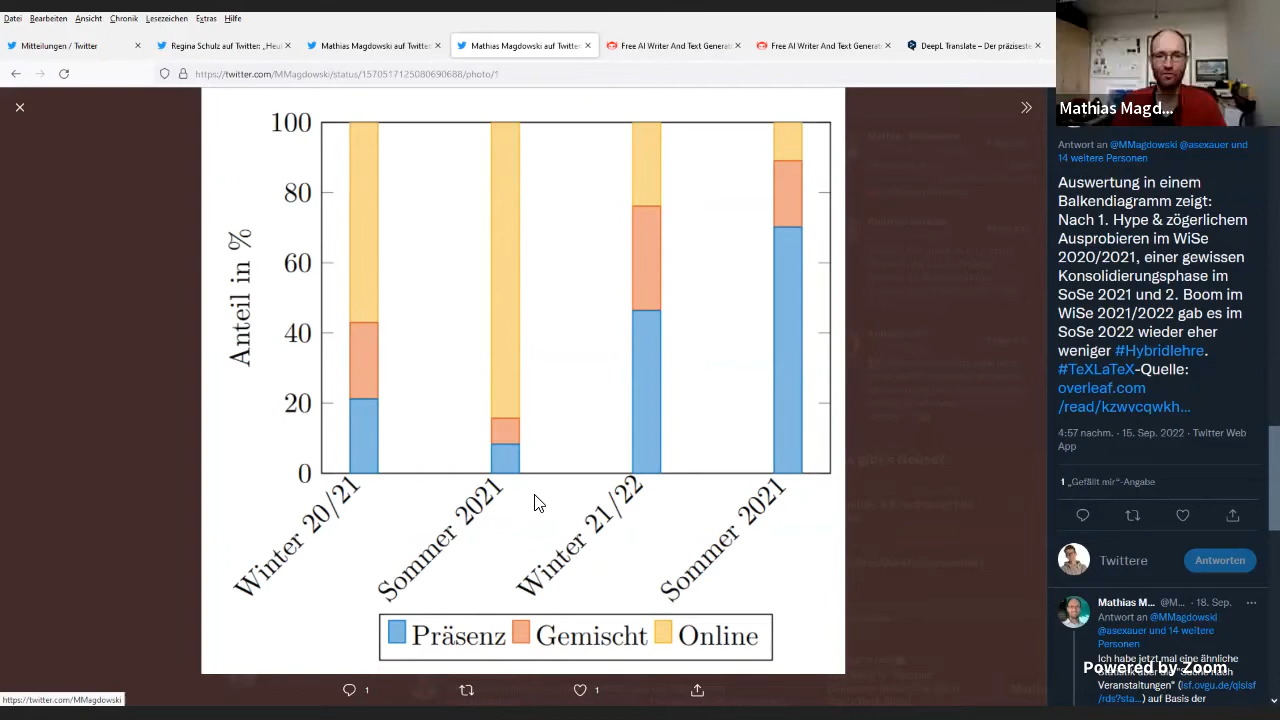 Datei Bearbeiten Ansicht Chronik Lesezeichen Extras Hilfe
Mitteilungen / Twitter
Regina Schulz auf Twitter: „Heu
Mathias Magdowski auf Twitter:
Mathias Magdowski auf Twitter:
Free AI Writer And Text Generat
Free AI Writer And Text Generat
DeepL Translate – Der präziseste
https://twitter.com/MMagdowski/status/1570517125080690688/photo/1
Mathias Magd...
100
80
60
40
20
0
Anteil in %
Winter 20/21
Sommer 2021
Winter 21/22
Sommer 2021
Präsenz Gemischt Online
1
1
https://twitter.com/MMagdowski
Antwort an @MMagdowski @asexauer und
14 weitere Personen
Auswertung in einem
Balkendiagramm zeigt:
Nach 1. Hype & zögerlichem
Ausprobieren im WiSe
2020/2021, einer gewissen
Konsolidierungsphase im
SoSe 2021 und 2. Boom im
WiSe 2021/2022 gab es im
SoSe 2022 wieder eher
weniger #Hybridlehre.
#TeXLaTeX-Quelle:
overleaf.com
/read/kzwvcqwkh...
4:57 nachm. · 15. Sep. 2022 · Twitter Web
App
1 „Gefällt mir“-Angabe
Twittere
Antworten
Mathias M... @M... · 18. Sep.
Antwort an @MMagdowski
@asexauer und 14 weitere
Personen
Ich habe jetzt mal eine ähnliche
Veranstaltungen" (lsf.ovgu.de/qislsf
/rds?sta...) auf Basis der
Powered by Zoom